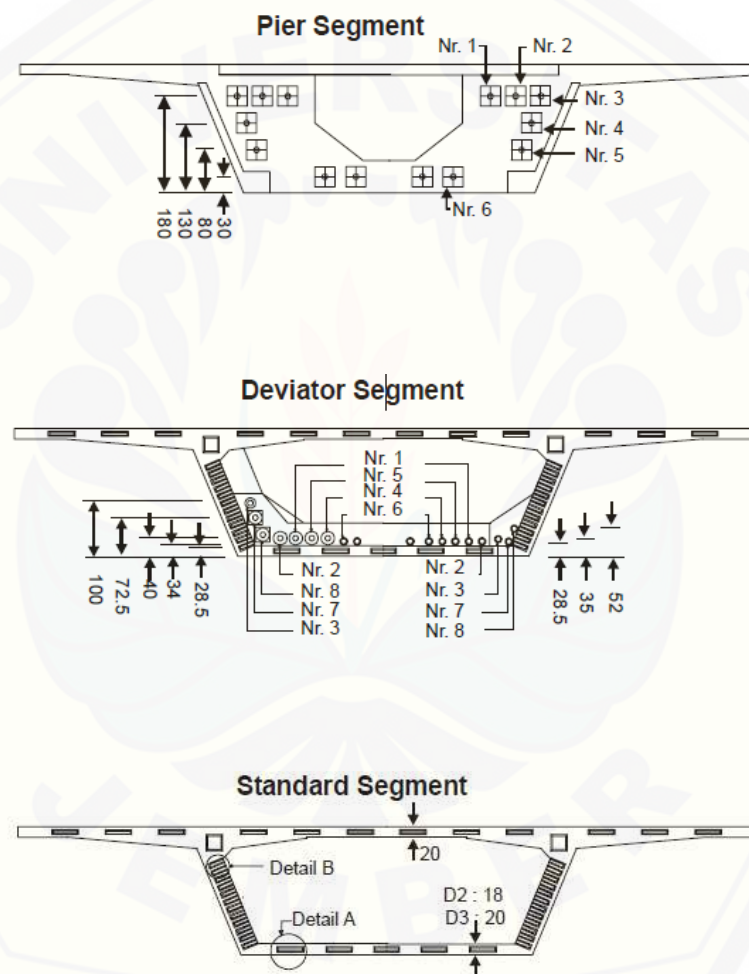 Pier Segment
Nr. 1
Nr. 2
Nr. 3
Nr. 4
Nr. 5
Nr. 6
180
130
80
30
Deviator Segment
Nr. 1
Nr. 5
Nr. 4
Nr. 6
Nr. 2
Nr. 8
Nr. 7
Nr. 3
Nr. 2
Nr. 3
Nr. 7
Nr. 8
100
72.5
40
34
28.5
28.5
35
52
Standard Segment
20
Detail B
Detail A
D2 : 18
D3 : 20
UNIVERSITAS
JEMBER